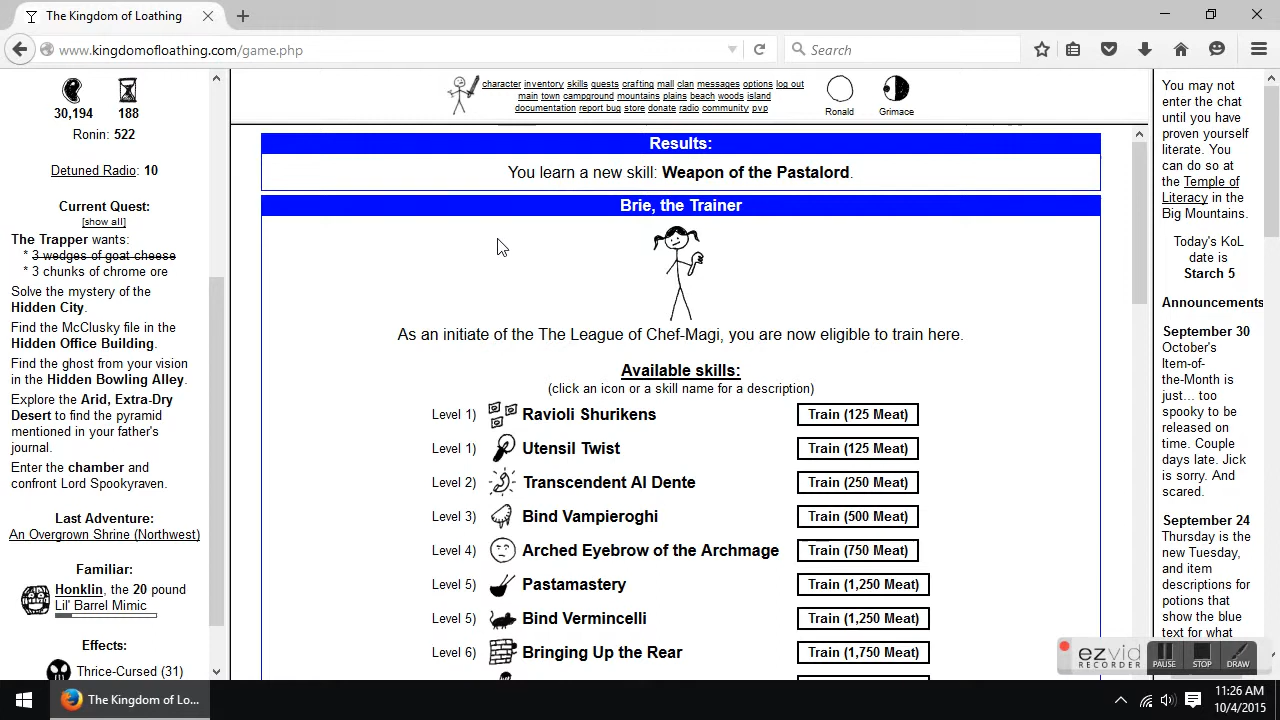 The Kingdom of Loathing
www.kingdomofloathing.com/game.php
Search
30,194 188
Ronin: 522
Detuned Radio: 10
Current Quest:
[show all]
The Trapper wants:
* 3 wedges of goat cheese
* 3 chunks of chrome ore
Solve the mystery of the
Hidden City.
Find the McClusky file in the
Hidden Office Building.
Find the ghost from your vision
in the Hidden Bowling Alley.
Explore the Arid, Extra-Dry
Desert to find the pyramid
mentioned in your father's
journal.
Enter the chamber and
confront Lord Spookyraven.
Last Adventure:
An Overgrown Shrine (Northwest)
Familiar:
Honklin, the 20 pound
Lil' Barrel Mimic
Effects:
Thrice-Cursed (31)
character inventory skills quests crafting mall clan messages options log out
main town campground mountains plains beach woods island
documentation report bug store donate radio community pvp
Ronald Grimace
Results:
You learn a new skill: Weapon of the Pastalord.
Brie, the Trainer
As an initiate of the The League of Chef-Magi, you are now eligible to train here.
Available skills:
(click an icon or a skill name for a description)
Level 1) Ravioli Shurikens Train (125 Meat)
Level 1) Utensil Twist Train (125 Meat)
Level 2) Transcendent Al Dente Train (250 Meat)
Level 3) Bind Vampieroghi Train (500 Meat)
Level 4) Arched Eyebrow of the Archmage Train (750 Meat)
Level 5) Pastamastery Train (1,250 Meat)
Level 5) Bind Vermincelli Train (1,250 Meat)
Level 6) Bringing Up the Rear Train (1,750 Meat)
You may not
enter the chat
until you have
proven yourself
literate. You
can do so at
the Temple of
Literacy in the
Big Mountains.
Today's KoL
date is
Starch 5
Announcements
September 30
October's
Item-of-
the-Month is
just... too
spooky to be
released on
time. Couple
days late. Jick
is sorry. And
scared.
September 24
Thursday is the
new Tuesday,
and item
descriptions for
potions that
show the blue
text for what
ezvid
RECORDER
PAUSE STOP DRAW
The Kingdom of Lo...
11:26 AM
10/4/2015